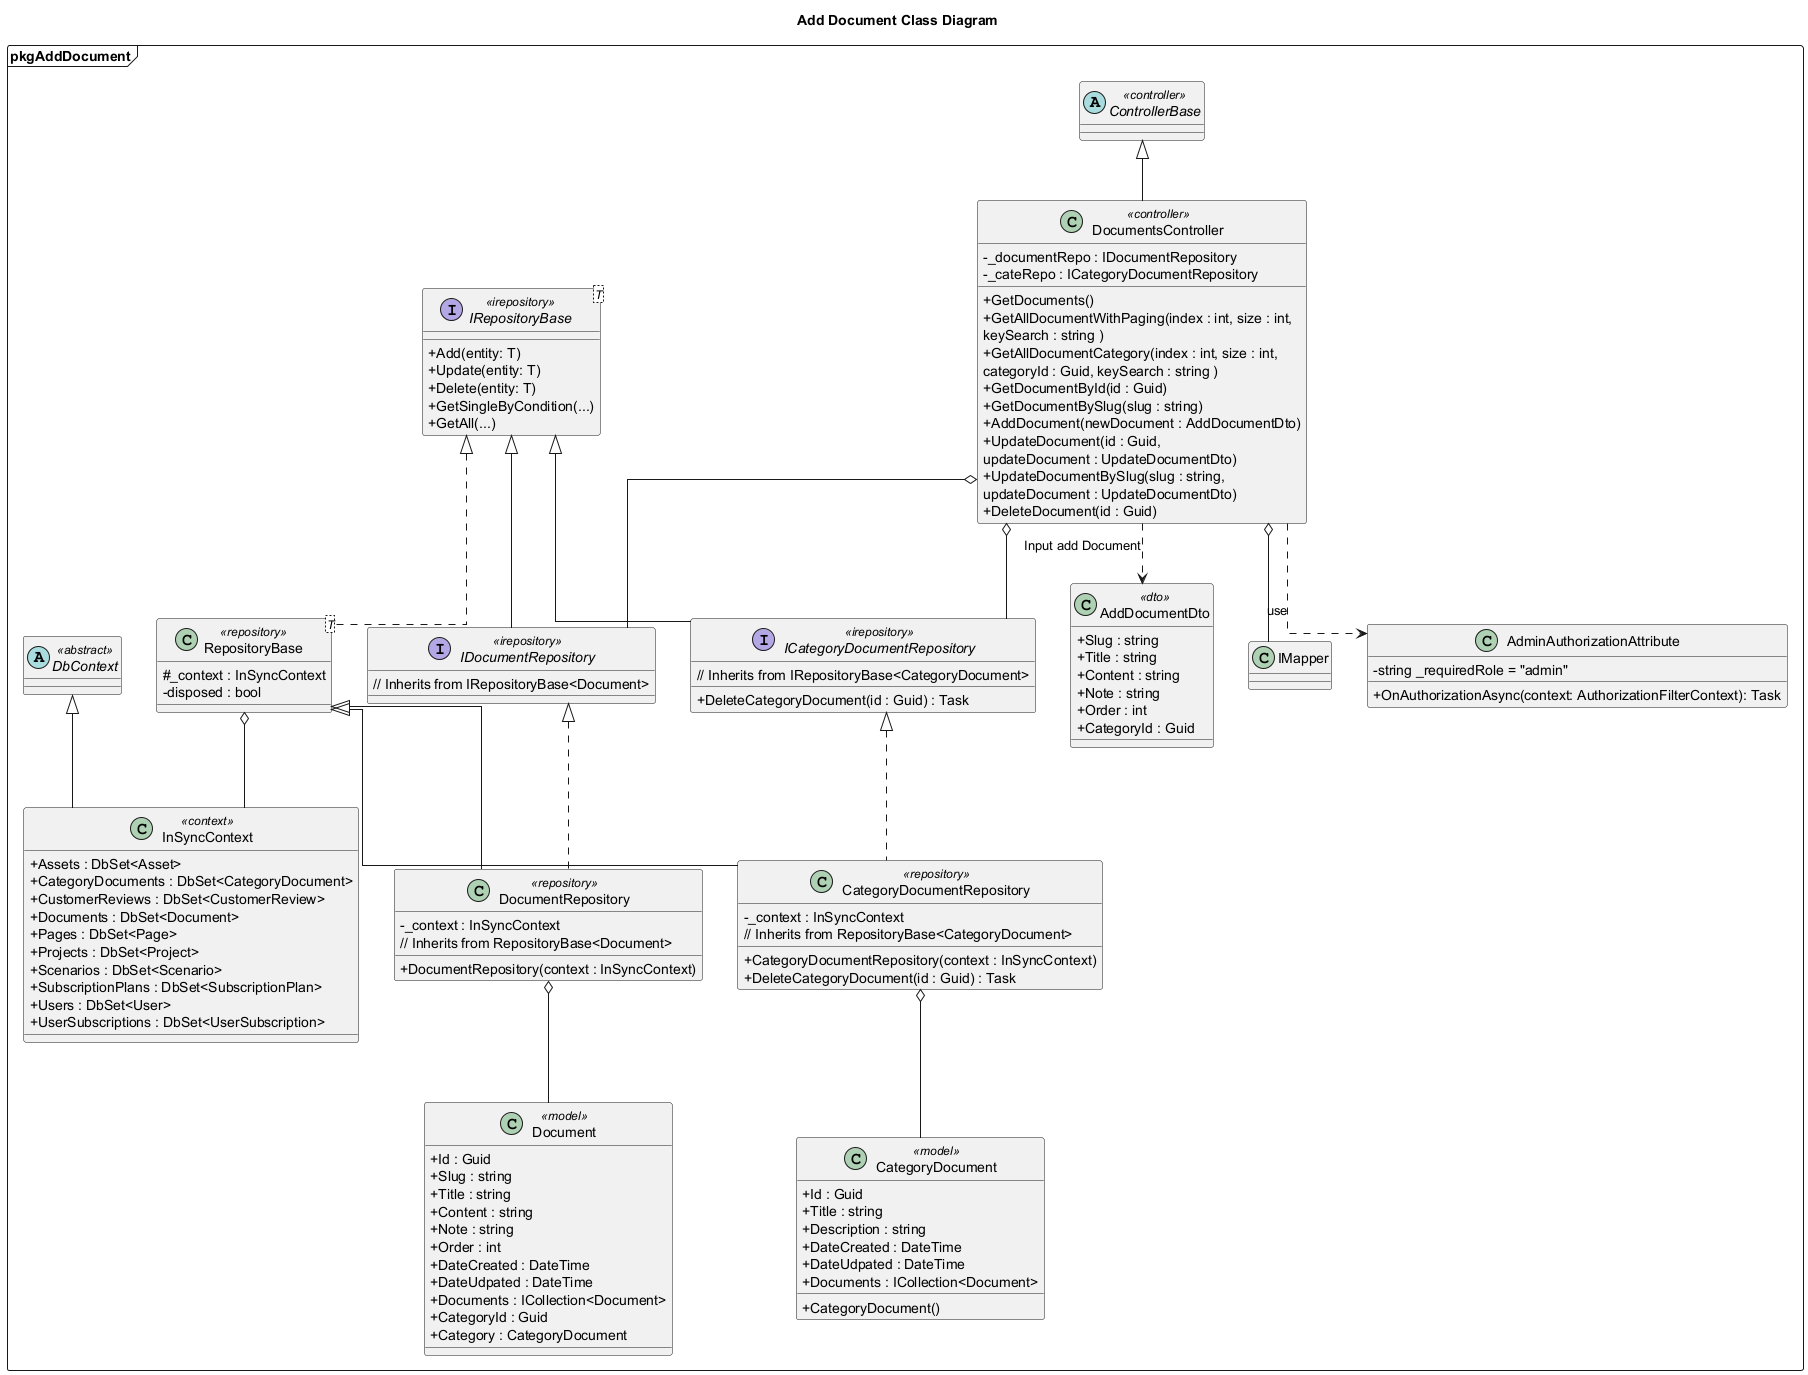 Add Document Class Diagram
pkgAddDocument
A
«controller»
ControllerBase
C
«controller»
DocumentsController
-_documentRepo : IDocumentRepository
-_cateRepo : ICategoryDocumentRepository
+GetDocuments()
+GetAllDocumentWithPaging(index : int, size : int,
keySearch : string )
+GetAllDocumentCategory(index : int, size : int,
categoryId : Guid, keySearch : string )
+GetDocumentById(id : Guid)
+GetDocumentBySlug(slug : string)
+AddDocument(newDocument : AddDocumentDto)
+UpdateDocument(id : Guid,
updateDocument : UpdateDocumentDto)
+UpdateDocumentBySlug(slug : string,
updateDocument : UpdateDocumentDto)
+DeleteDocument(id : Guid)
I
«irepository»
IRepositoryBase
T
+Add(entity: T)
+Update(entity: T)
+Delete(entity: T)
+GetSingleByCondition(...)
+GetAll(...)
Input add Document
use
A
«abstract»
DbContext
C
«repository»
RepositoryBase
T
#_context : InSyncContext
-disposed : bool
I
«irepository»
IDocumentRepository
// Inherits from IRepositoryBase<Document>
I
«irepository»
ICategoryDocumentRepository
// Inherits from IRepositoryBase<CategoryDocument>
+DeleteCategoryDocument(id : Guid) : Task
C
«dto»
AddDocumentDto
+Slug : string
+Title : string
+Content : string
+Note : string
+Order : int
+CategoryId : Guid
C
IMapper
C
AdminAuthorizationAttribute
-string _requiredRole = "admin"
+OnAuthorizationAsync(context: AuthorizationFilterContext): Task
C
«context»
InSyncContext
+Assets : DbSet<Asset>
+CategoryDocuments : DbSet<CategoryDocument>
+CustomerReviews : DbSet<CustomerReview>
+Documents : DbSet<Document>
+Pages : DbSet<Page>
+Projects : DbSet<Project>
+Scenarios : DbSet<Scenario>
+SubscriptionPlans : DbSet<SubscriptionPlan>
+Users : DbSet<User>
+UserSubscriptions : DbSet<UserSubscription>
C
«repository»
DocumentRepository
-_context : InSyncContext
// Inherits from RepositoryBase<Document>
+DocumentRepository(context : InSyncContext)
C
«repository»
CategoryDocumentRepository
-_context : InSyncContext
// Inherits from RepositoryBase<CategoryDocument>
+CategoryDocumentRepository(context : InSyncContext)
+DeleteCategoryDocument(id : Guid) : Task
C
«model»
Document
+Id : Guid
+Slug : string
+Title : string
+Content : string
+Note : string
+Order : int
+DateCreated : DateTime
+DateUdpated : DateTime
+Documents : ICollection<Document>
+CategoryId : Guid
+Category : CategoryDocument
C
«model»
CategoryDocument
+Id : Guid
+Title : string
+Description : string
+DateCreated : DateTime
+DateUdpated : DateTime
+Documents : ICollection<Document>
+CategoryDocument()